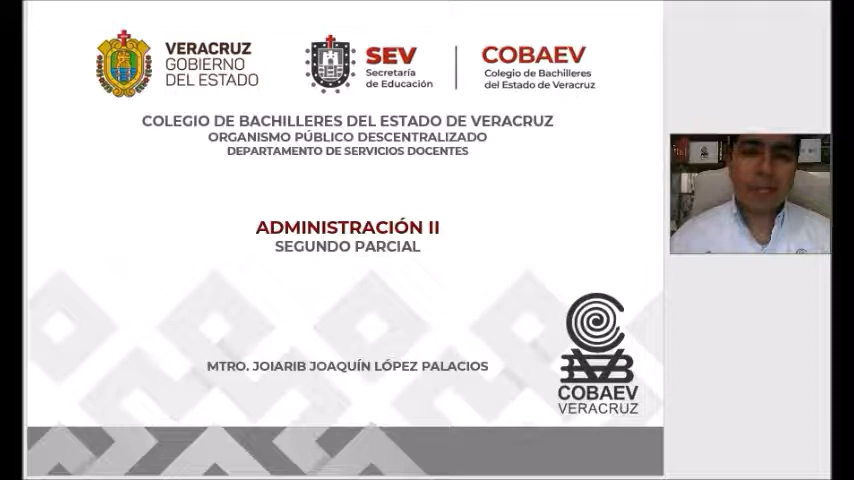 VERACRUZ
GOBIERNO
DEL ESTADO
SEV
Secretaría
de Educación
COBAEV
Colegio de Bachilleres
del Estado de Veracruz
COLEGIO DE BACHILLERES DEL ESTADO DE VERACRUZ
ORGANISMO PÚBLICO DESCENTRALIZADO
DEPARTAMENTO DE SERVICIOS DOCENTES
ADMINISTRACIÓN II
SEGUNDO PARCIAL
MTRO. JOIARIB JOAQUÍN LÓPEZ PALACIOS
COBAEV
VERACRUZ